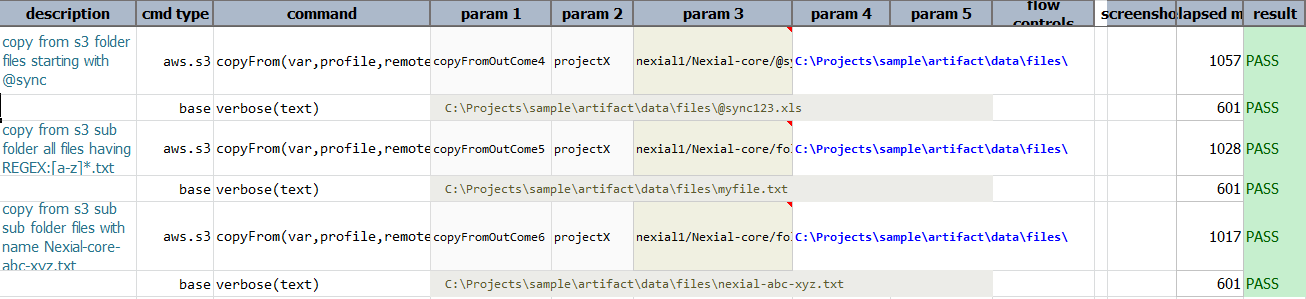 description cmd type command param 1 param 2 param 3 param 4 param 5 flow controls screensho lapsed m result
copy from s3 folder
files starting with
@sync
aws.s3 copyFrom(var,profile,remote copyFromOutCome4 projectX nexial1/Nexial-core/@sy C:\Projects\sample\artifact\data\files\ 1057 PASS
base verbose(text) C:\Projects\sample\artifact\data\files\@sync123.xls 601 PASS
copy from s3 sub
folder all files having
REGEX:[a-z]*.txt
aws.s3 copyFrom(var,profile,remote copyFromOutCome5 projectX nexial1/Nexial-core/fo C:\Projects\sample\artifact\data\files\ 1028 PASS
base verbose(text) C:\Projects\sample\artifact\data\files\myfile.txt 601 PASS
copy from s3 sub
sub folder files with
name Nexial-core-
abc-xyz.txt
aws.s3 copyFrom(var,profile,remote copyFromOutCome6 projectX nexial1/Nexial-core/fo C:\Projects\sample\artifact\data\files\ 1017 PASS
base verbose(text) C:\Projects\sample\artifact\data\files\nexial-abc-xyz.txt 601 PASS